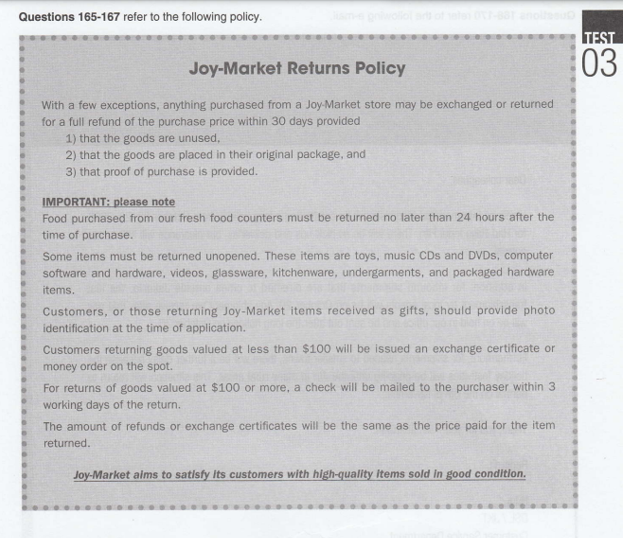 Questions 165-167 refer to the following policy.
TEST
03
Joy-Market Returns Policy
With a few exceptions, anything purchased from a Joy-Market store may be exchanged or returned
for a full refund of the purchase price within 30 days provided
1) that the goods are unused,
2) that the goods are placed in their original package, and
3) that proof of purchase is provided.
IMPORTANT: please note
Food purchased from our fresh food counters must be returned no later than 24 hours after the
time of purchase.
Some items must be returned unopened. These items are toys, music CDs and DVDs, computer
software and hardware, videos, glassware, kitchenware, undergarments, and packaged hardware
items.
Customers, or those returning Joy-Market items received as gifts, should provide photo
identification at the time of application.
Customers returning goods valued at less than $100 will be issued an exchange certificate or
money order on the spot.
For returns of goods valued at $100 or more, a check will be mailed to the purchaser within 3
working days of the return.
The amount of refunds or exchange certificates will be the same as the price paid for the item
returned.
Joy-Market aims to satisfy its customers with high-quality items sold in good condition.